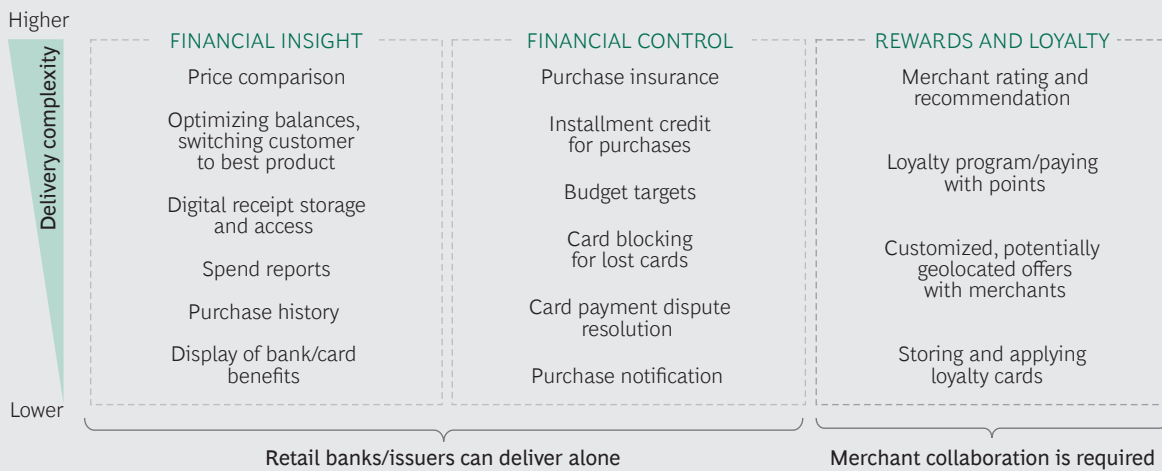 Higher
Delivery complexity
Lower
FINANCIAL INSIGHT
Price comparison
Optimizing balances,
switching customer
to best product
Digital receipt storage
and access
Spend reports
Purchase history
Display of bank/card
benefits
FINANCIAL CONTROL
Purchase insurance
Installment credit
for purchases
Budget targets
Card blocking
for lost cards
Card payment dispute
resolution
Purchase notification
REWARDS AND LOYALTY
Merchant rating and
recommendation
Loyalty program/paying
with points
Customized, potentially
geolocated offers
with merchants
Storing and applying
loyalty cards
Retail banks/issuers can deliver alone
Merchant collaboration is required